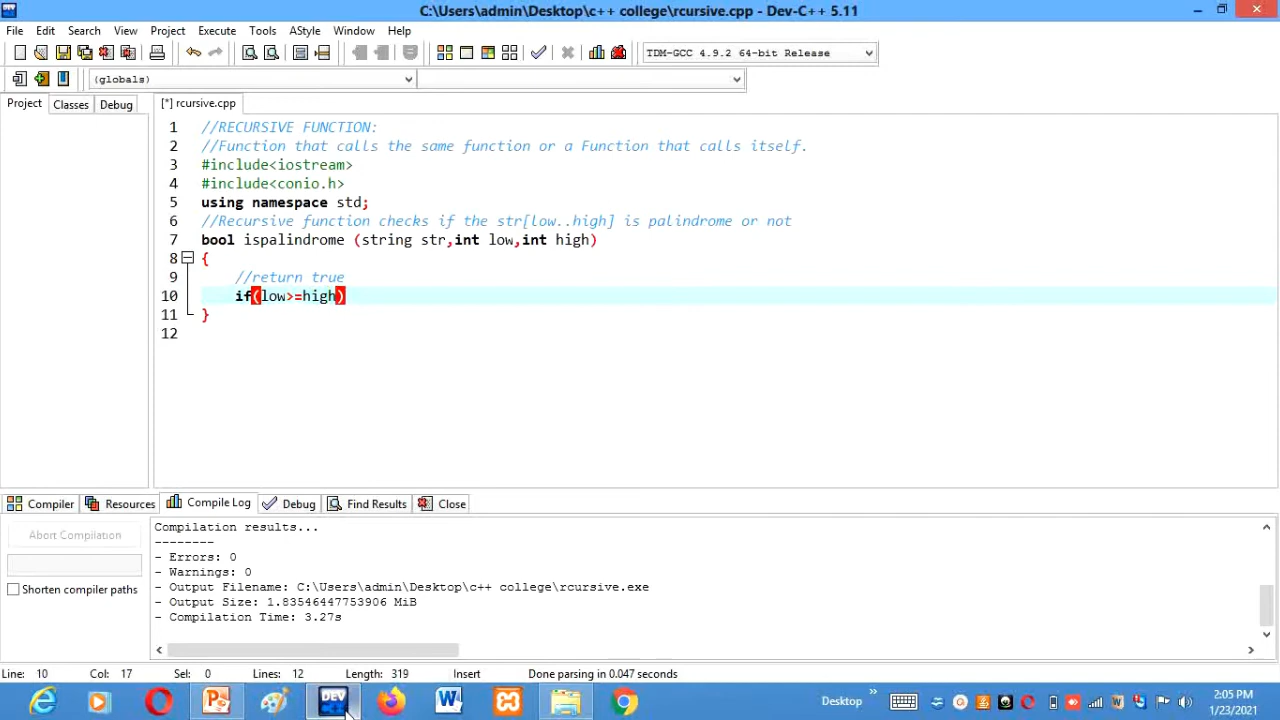 C:\Users\admin\Desktop\c++ college\rcursive.cpp - Dev-C++ 5.11
File Edit Search View Project Execute Tools AStyle Window Help
TDM-GCC 4.9.2 64-bit Release
(globals)
Project Classes Debug [*] rcursive.cpp
1 //RECURSIVE FUNCTION:
2 //Function that calls the same function or a Function that calls itself.
3 #include<iostream>
4 #include<conio.h>
5 using namespace std;
6 //Recursive function checks if the str[low..high] is palindrome or not
7 bool ispalindrome (string str,int low,int high)
8 {
9 //return true
10 if(low>=high)
11 }
12
Compiler Resources Compile Log Debug Find Results Close
Compilation results...
--------
Abort Compilation
- Errors: 0
- Warnings: 0
- Output Filename: C:\Users\admin\Desktop\c++ college\rcursive.exe
Shorten compiler paths
- Output Size: 1.83546447753906 MiB
- Compilation Time: 3.27s
Line: 10 Col: 17 Sel: 0 Lines: 12 Length: 319 Insert Done parsing in 0.047 seconds
DEV
Desktop
2:05 PM
1/23/2021